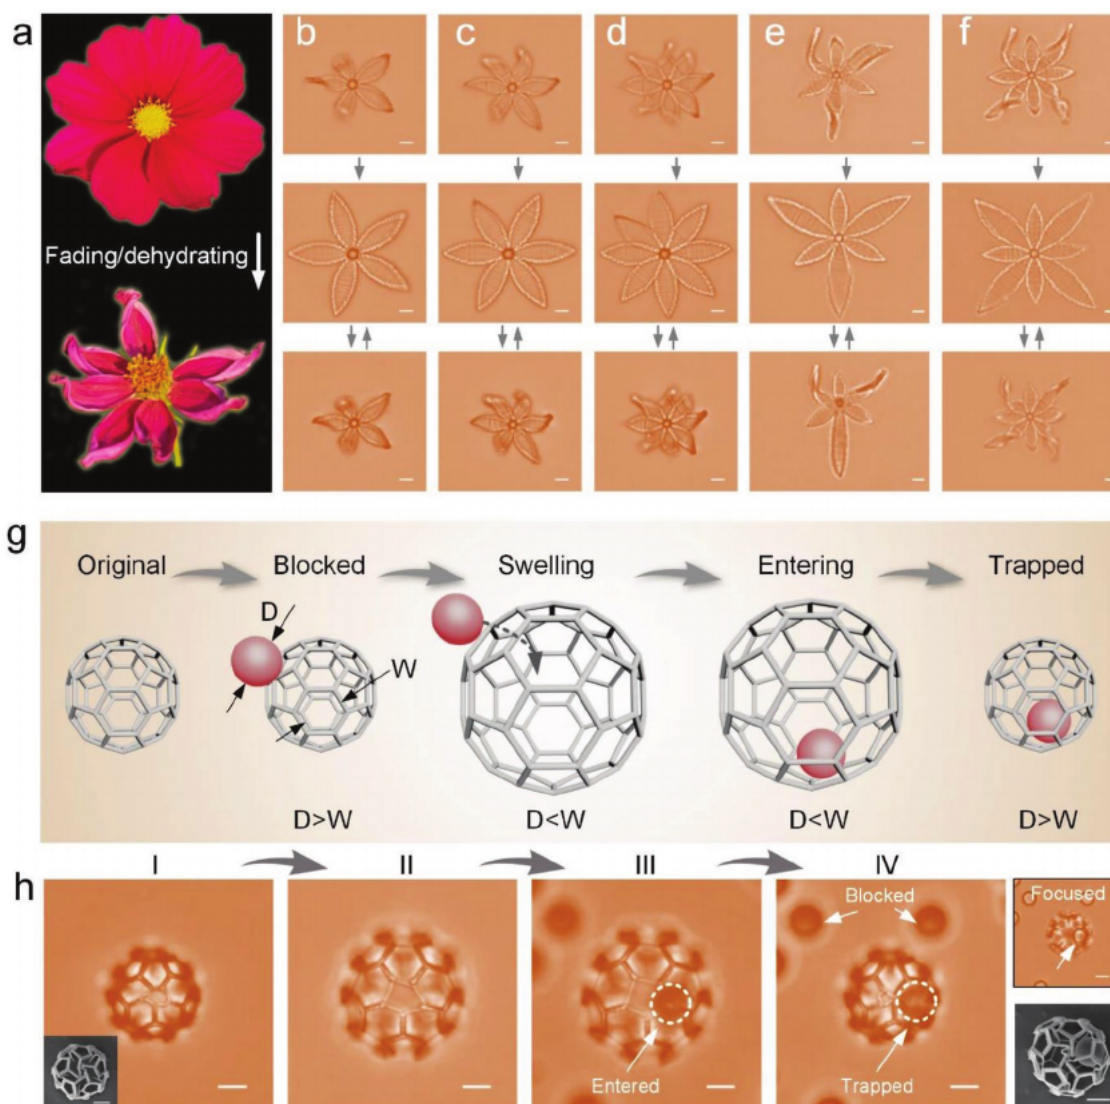 a
b
c
d
e
f
Fading/dehydrating
g
Original
Blocked
Swelling
Entering
Trapped
D
W
D>W
D<W
D<W
D>W
I
II
III
IV
h
Blocked
Focused
Entered
Trapped